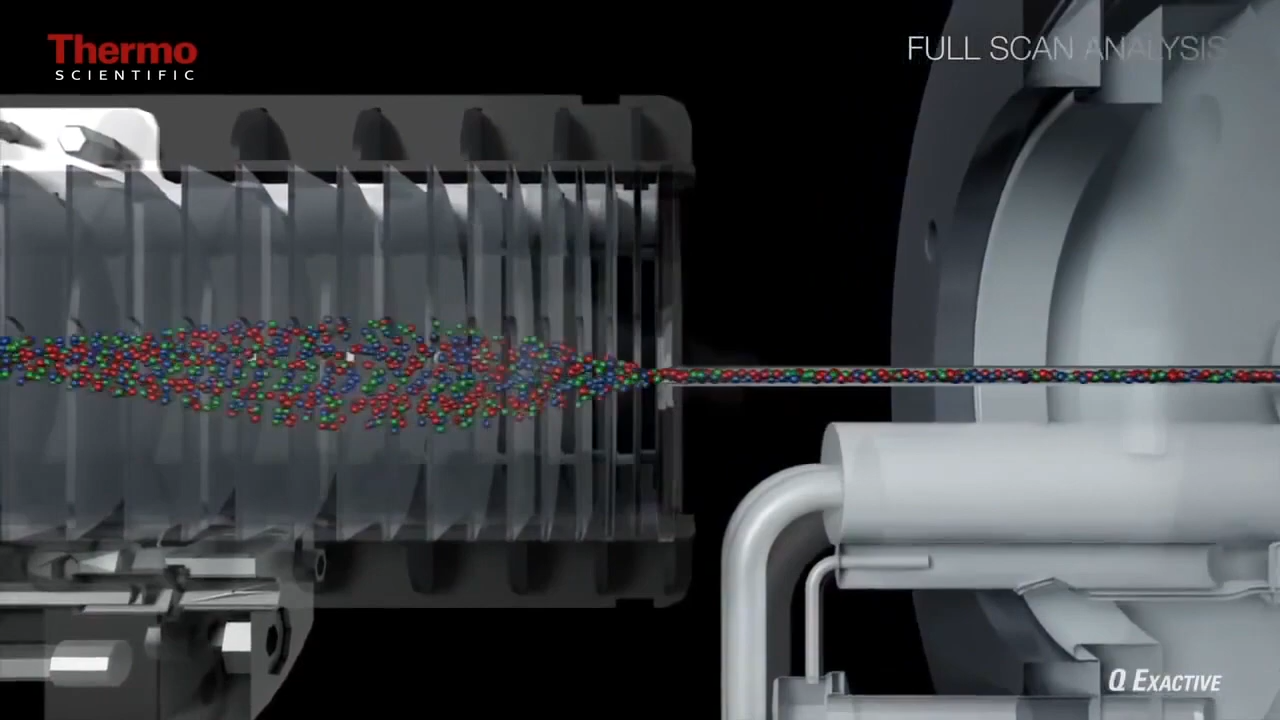 Thermo
SCIENTIFIC
FULL SCAN ANALYSIS
Q EXACTIVE